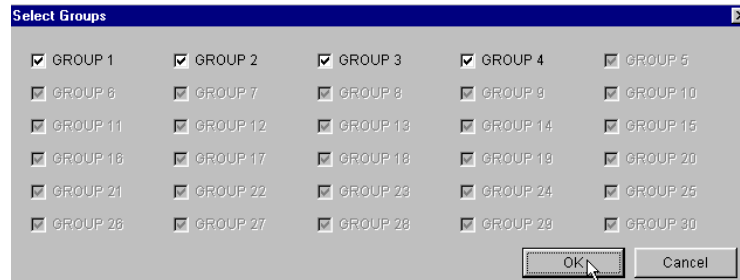 Select Groups
GROUP 1 GROUP 2 GROUP 3 GROUP 4 GROUP 5
GROUP 6 GROUP 7 GROUP 8 GROUP 9 GROUP 10
GROUP 11 GROUP 12 GROUP 13 GROUP 14 GROUP 15
GROUP 16 GROUP 17 GROUP 18 GROUP 19 GROUP 20
GROUP 21 GROUP 22 GROUP 23 GROUP 24 GROUP 25
GROUP 26 GROUP 27 GROUP 28 GROUP 29 GROUP 30
OK Cancel